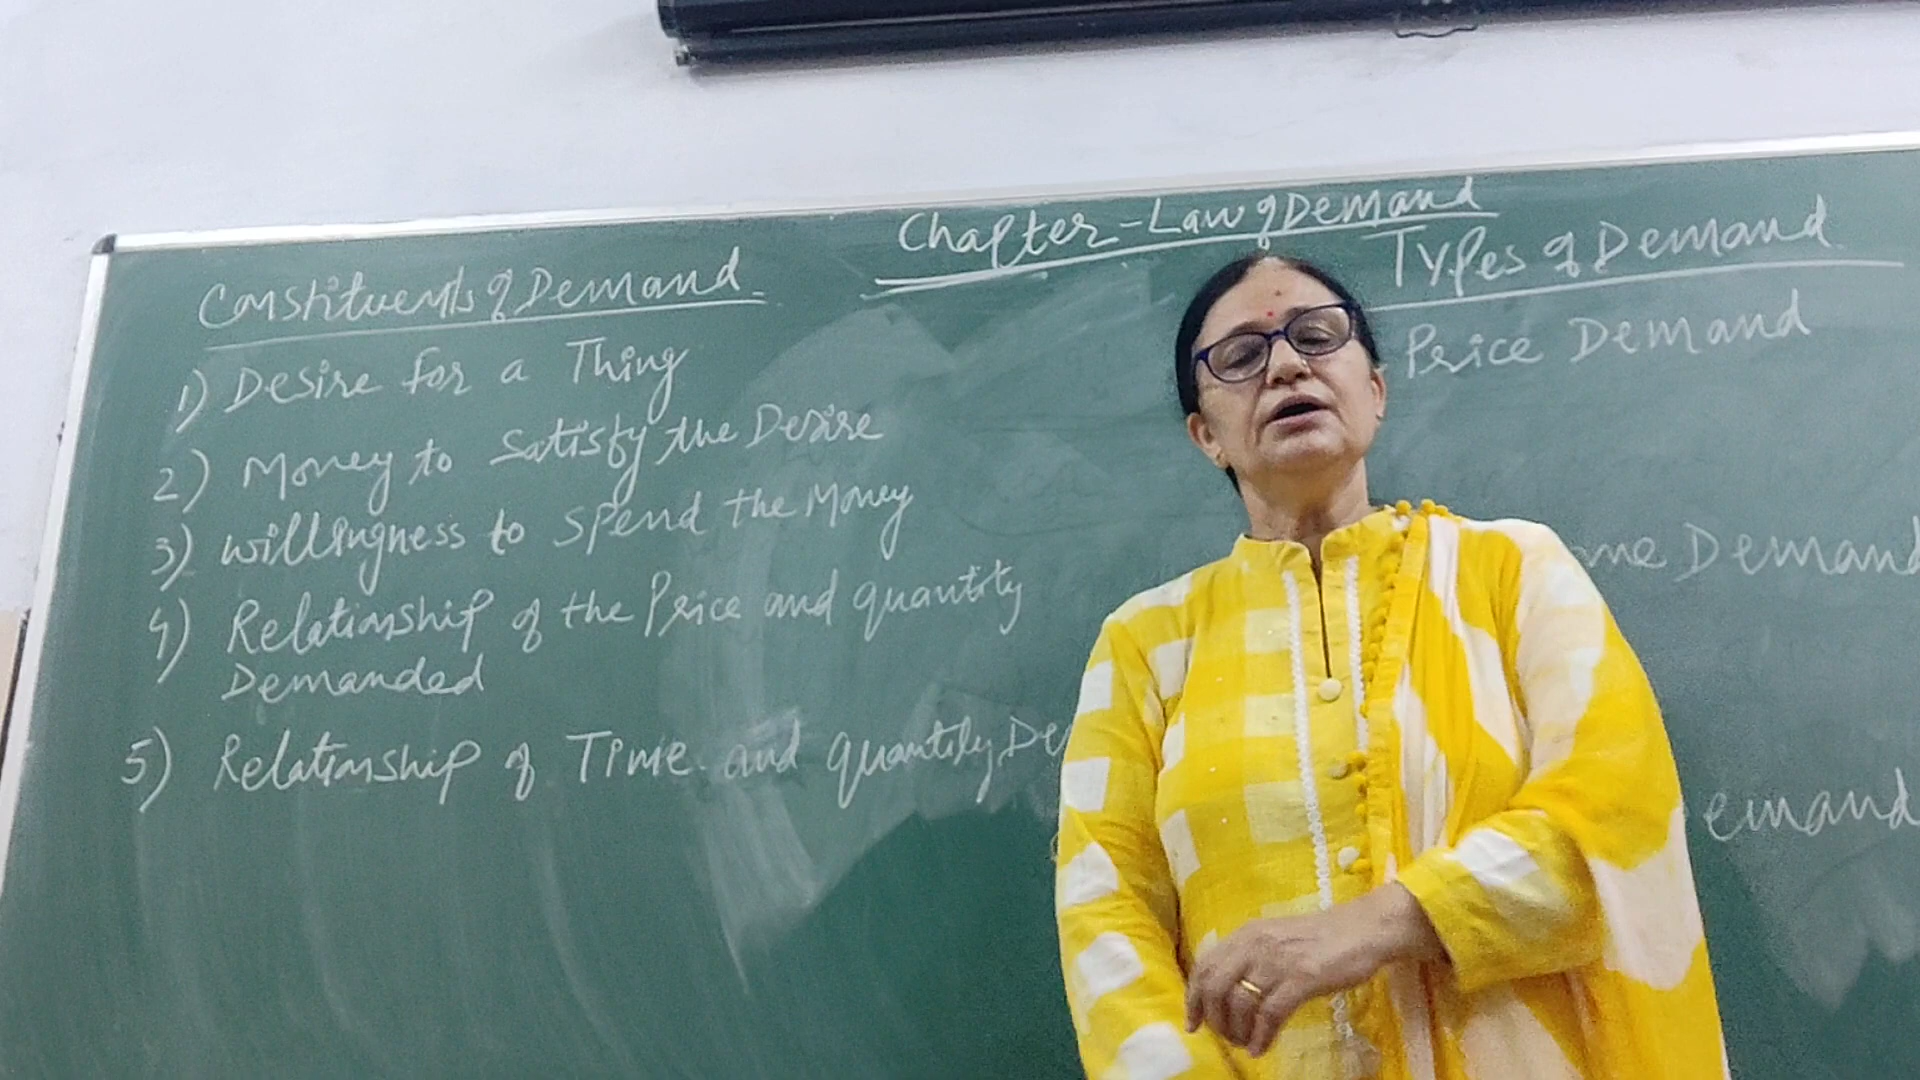 Chapter - Law of Demand
Constituents of Demand
1) Desire for a Thing
2) Money to satisfy the Desire
3) Willingness to spend the Money
4) Relationship of the Price and quantity
Demanded
5) Relationship of Time and quantity De
Types of Demand
Price Demand
me Demand
emand